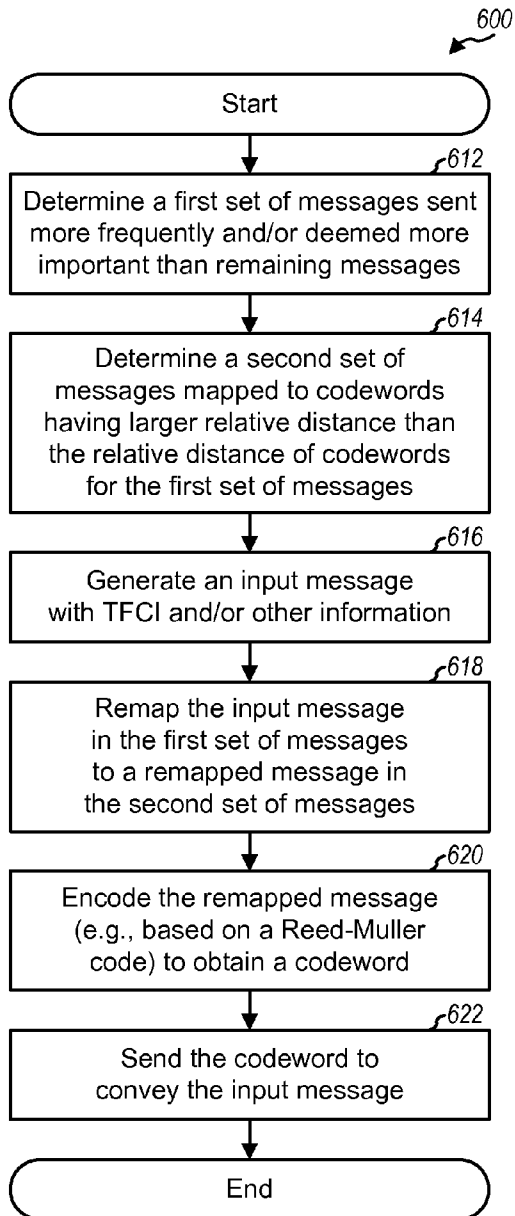 600
Start
612
Determine a first set of messages sent
more frequently and/or deemed more
important than remaining messages
614
Determine a second set of
messages mapped to codewords
having larger relative distance than
the relative distance of codewords
for the first set of messages
616
Generate an input message
with TFCI and/or other information
618
Remap the input message
in the first set of messages
to a remapped message in
the second set of messages
620
Encode the remapped message
(e.g., based on a Reed-Muller
code) to obtain a codeword
622
Send the codeword to
convey the input message
End